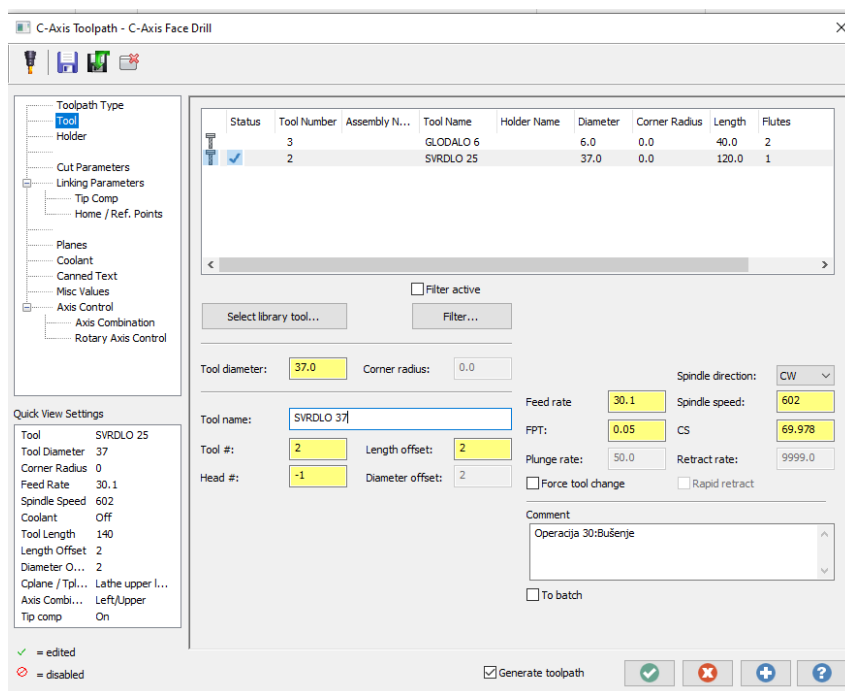 C-Axis Toolpath - C-Axis Face Drill
Toolpath Type
Tool
Holder
Cut Parameters
Linking Parameters
Tip Comp
Home / Ref. Points
Planes
Coolant
Canned Text
Misc Values
Axis Control
Axis Combination
Rotary Axis Control
Quick View Settings
Tool SVRDLO 25
Tool Diameter 37
Corner Radius 0
Feed Rate 30.1
Spindle Speed 602
Coolant Off
Tool Length 140
Length Offset 2
Diameter O... 2
Cplane / Tpl... Lathe upper l...
Axis Combi... Left/Upper
Tip comp On
= edited
= disabled
Status Tool Number Assembly N... Tool Name Holder Name Diameter Corner Radius Length Flutes
3 GLODALO 6 6.0 0.0 40.0 2
2 SVRDLO 25 37.0 0.0 120.0 1
Filter active
Select library tool... Filter...
Tool diameter: 37.0 Corner radius: 0.0
Tool name: SVRDLO 37
Tool #: 2 Length offset: 2
Head #: -1 Diameter offset: 2
Spindle direction: CW
Feed rate 30.1 Spindle speed: 602
FPT: 0.05 CS 69.978
Plunge rate: 50.0 Retract rate: 9999.0
Force tool change Rapid retract
Comment
Operacija 30:Bušenje
To batch
Generate toolpath